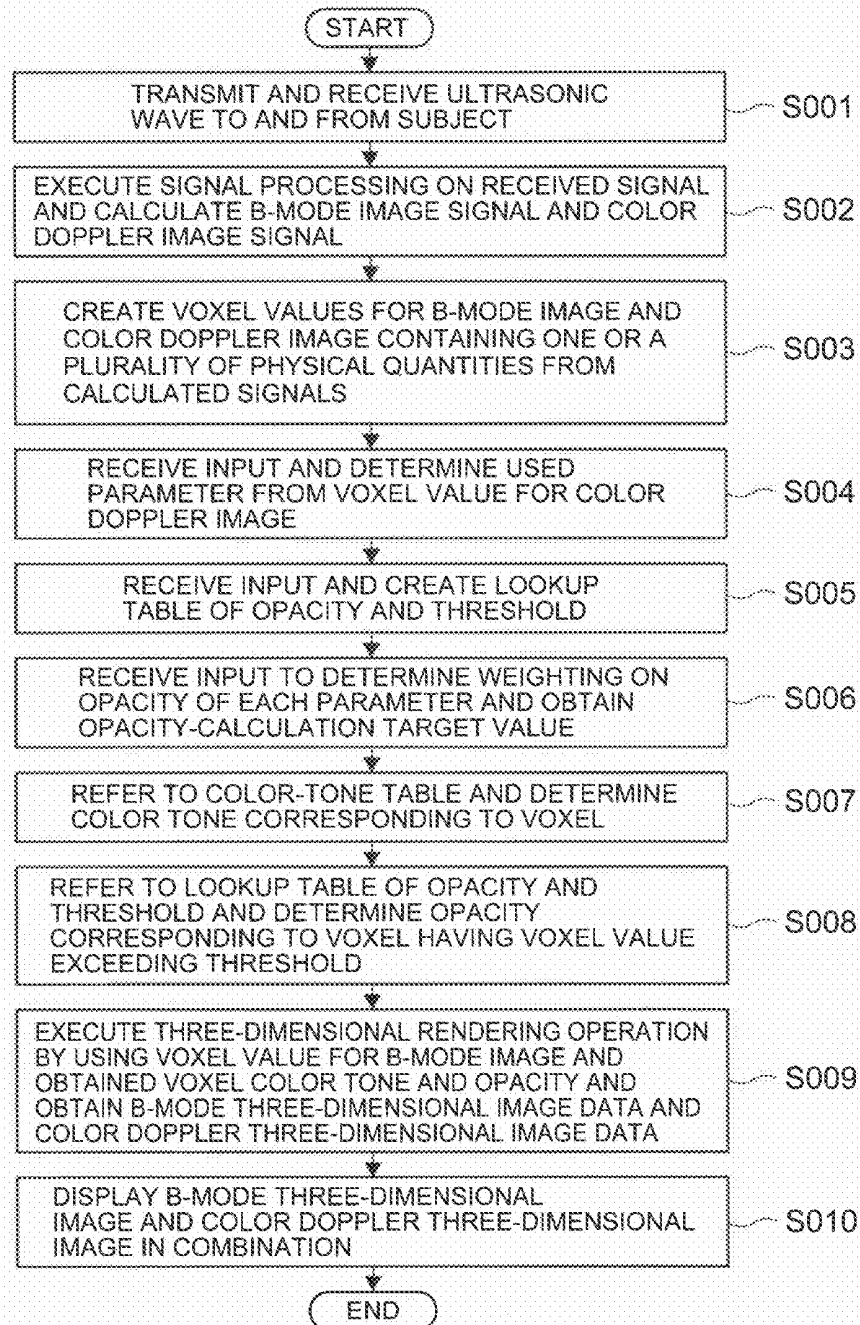 START
TRANSMIT AND RECEIVE ULTRASONIC
WAVE TO AND FROM SUBJECT
S001
EXECUTE SIGNAL PROCESSING ON RECEIVED SIGNAL
AND CALCULATE B-MODE IMAGE SIGNAL AND COLOR
DOPPLER IMAGE SIGNAL
S002
CREATE VOXEL VALUES FOR B-MODE IMAGE AND
COLOR DOPPLER IMAGE CONTAINING ONE OR A
PLURALITY OF PHYSICAL QUANTITIES FROM
CALCULATED SIGNALS
S003
RECEIVE INPUT AND DETERMINE USED
PARAMETER FROM VOXEL VALUE FOR COLOR
DOPPLER IMAGE
S004
RECEIVE INPUT AND CREATE LOOKUP
TABLE OF OPACITY AND THRESHOLD
S005
RECEIVE INPUT TO DETERMINE WEIGHTING ON
OPACITY OF EACH PARAMETER AND OBTAIN
OPACITY-CALCULATION TARGET VALUE
S006
REFER TO COLOR-TONE TABLE AND DETERMINE
COLOR TONE CORRESPONDING TO VOXEL
S007
REFER TO LOOKUP TABLE OF OPACITY AND
THRESHOLD AND DETERMINE OPACITY
CORRESPONDING TO VOXEL HAVING VOXEL VALUE
EXCEEDING THRESHOLD
S008
EXECUTE THREE-DIMENSIONAL RENDERING OPERATION
BY USING VOXEL VALUE FOR B-MODE IMAGE AND
OBTAINED VOXEL COLOR TONE AND OPACITY AND
OBTAIN B-MODE THREE-DIMENSIONAL IMAGE DATA AND
COLOR DOPPLER THREE-DIMENSIONAL IMAGE DATA
S009
DISPLAY B-MODE THREE-DIMENSIONAL
IMAGE AND COLOR DOPPLER THREE-DIMENSIONAL
IMAGE IN COMBINATION
S010
END